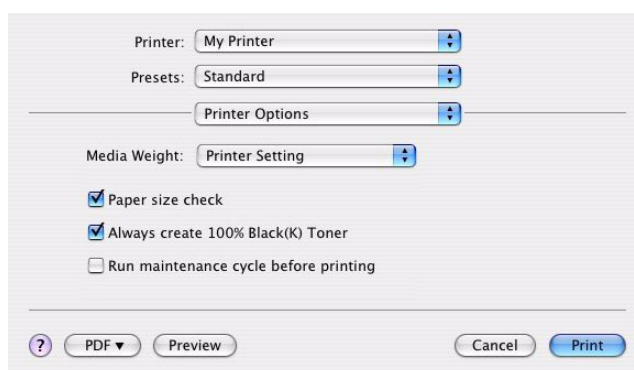 Printer: My Printer
Presets: Standard
Printer Options
Media Weight: Printer Setting
Paper size check
Always create 100% Black(K) Toner
Run maintenance cycle before printing
? PDF ▼ Preview Cancel Print